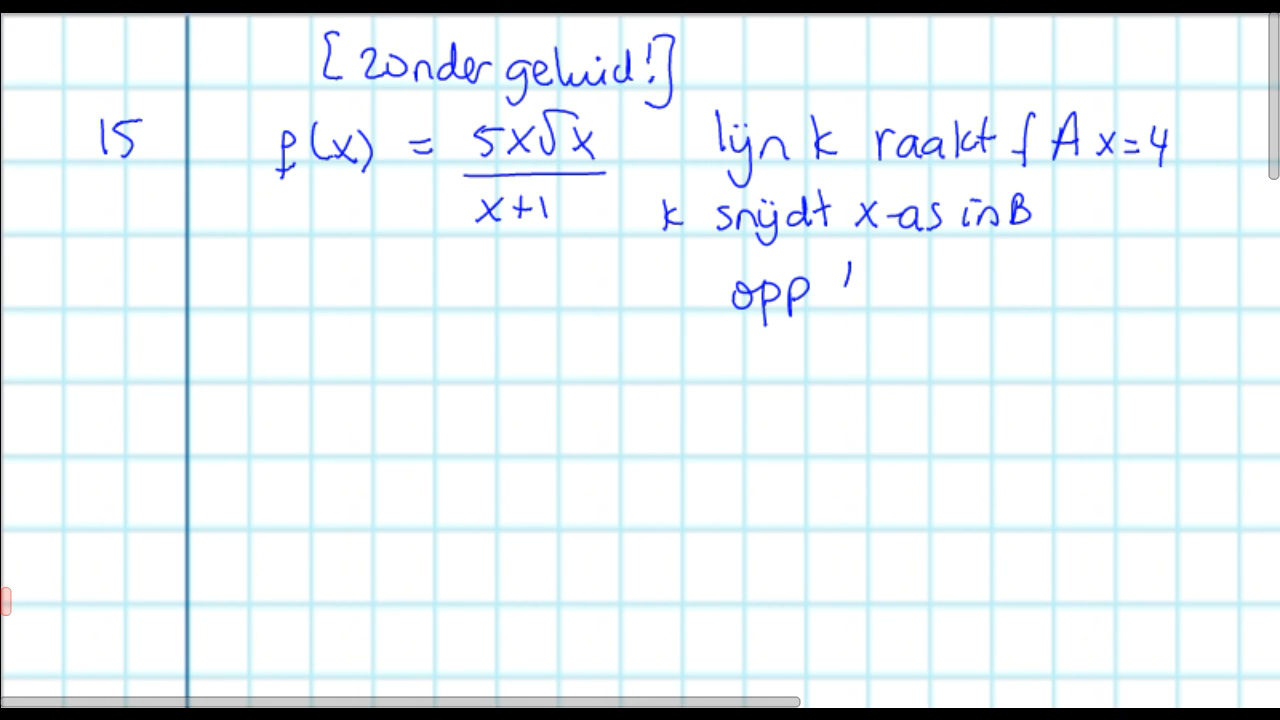 [zonder geluid!]
15 f(x) = 5x√x / x+1 lijn k raakt f A x=4
k snijdt x-as in B
opp